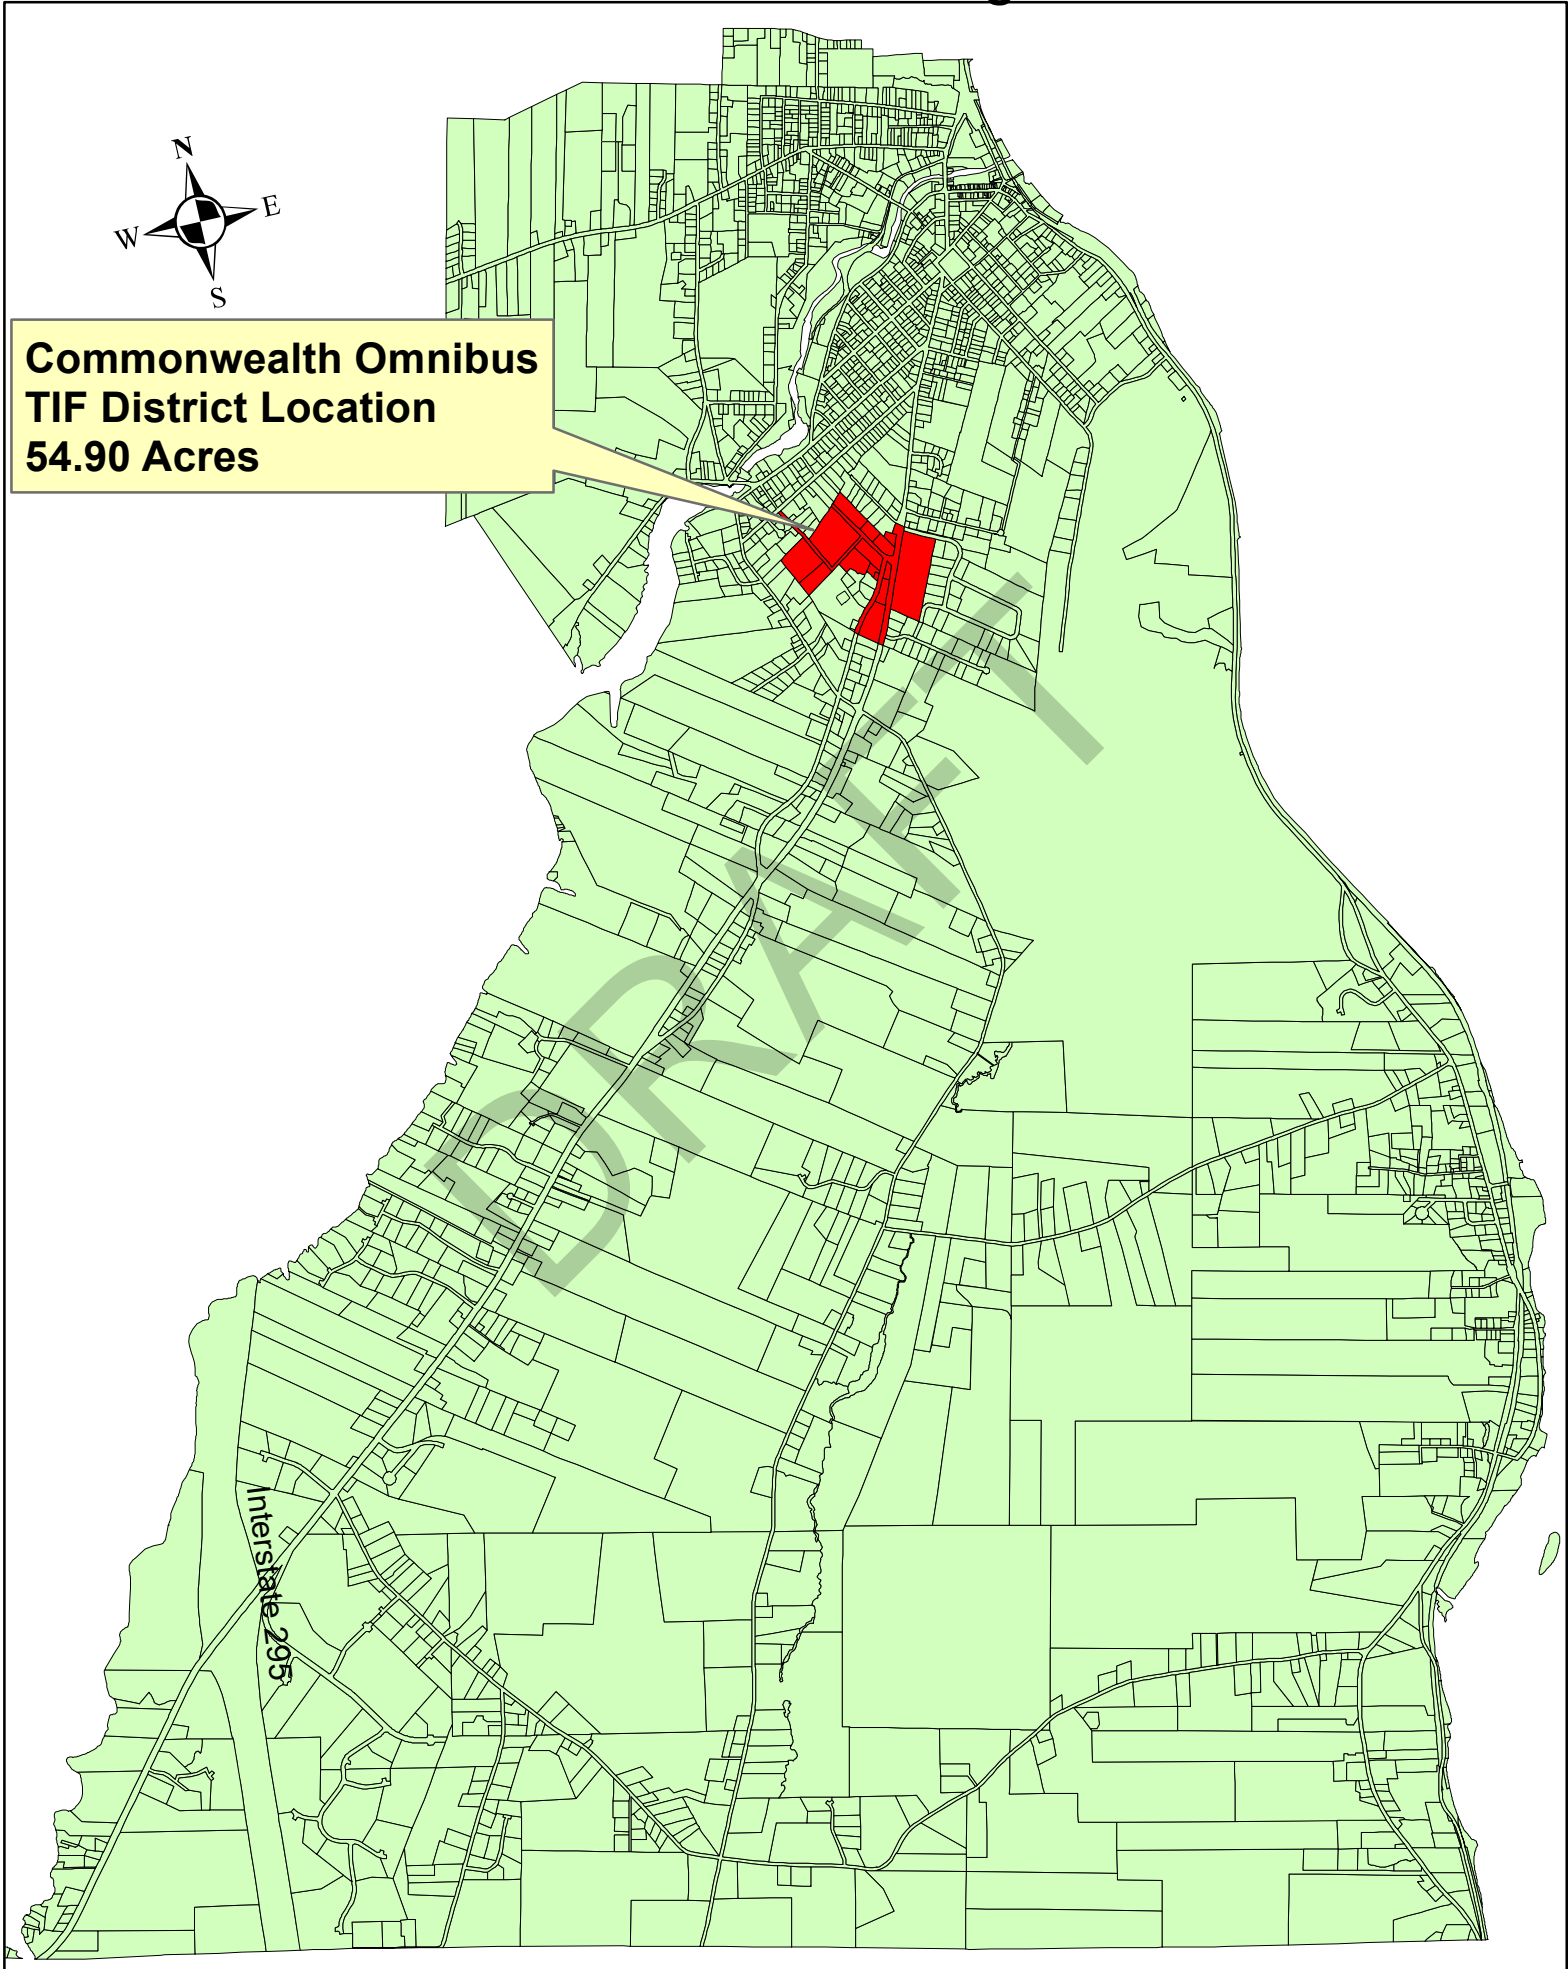 N
E
W
S
Commonwealth Omnibus
TIF District Location
54.90 Acres
DRAFT
Interstate 295